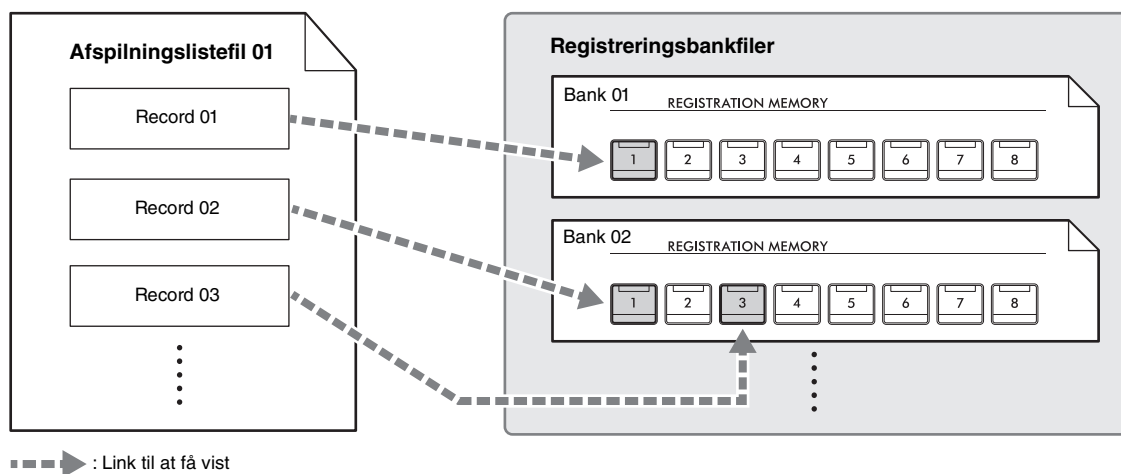 Afspilningslistefil 01
Record 01
Record 02
Record 03
Registreringsbankfiler
Bank 01
REGISTRATION MEMORY
1 2 3 4 5 6 7 8
Bank 02
REGISTRATION MEMORY
1 2 3 4 5 6 7 8
: Link til at få vist